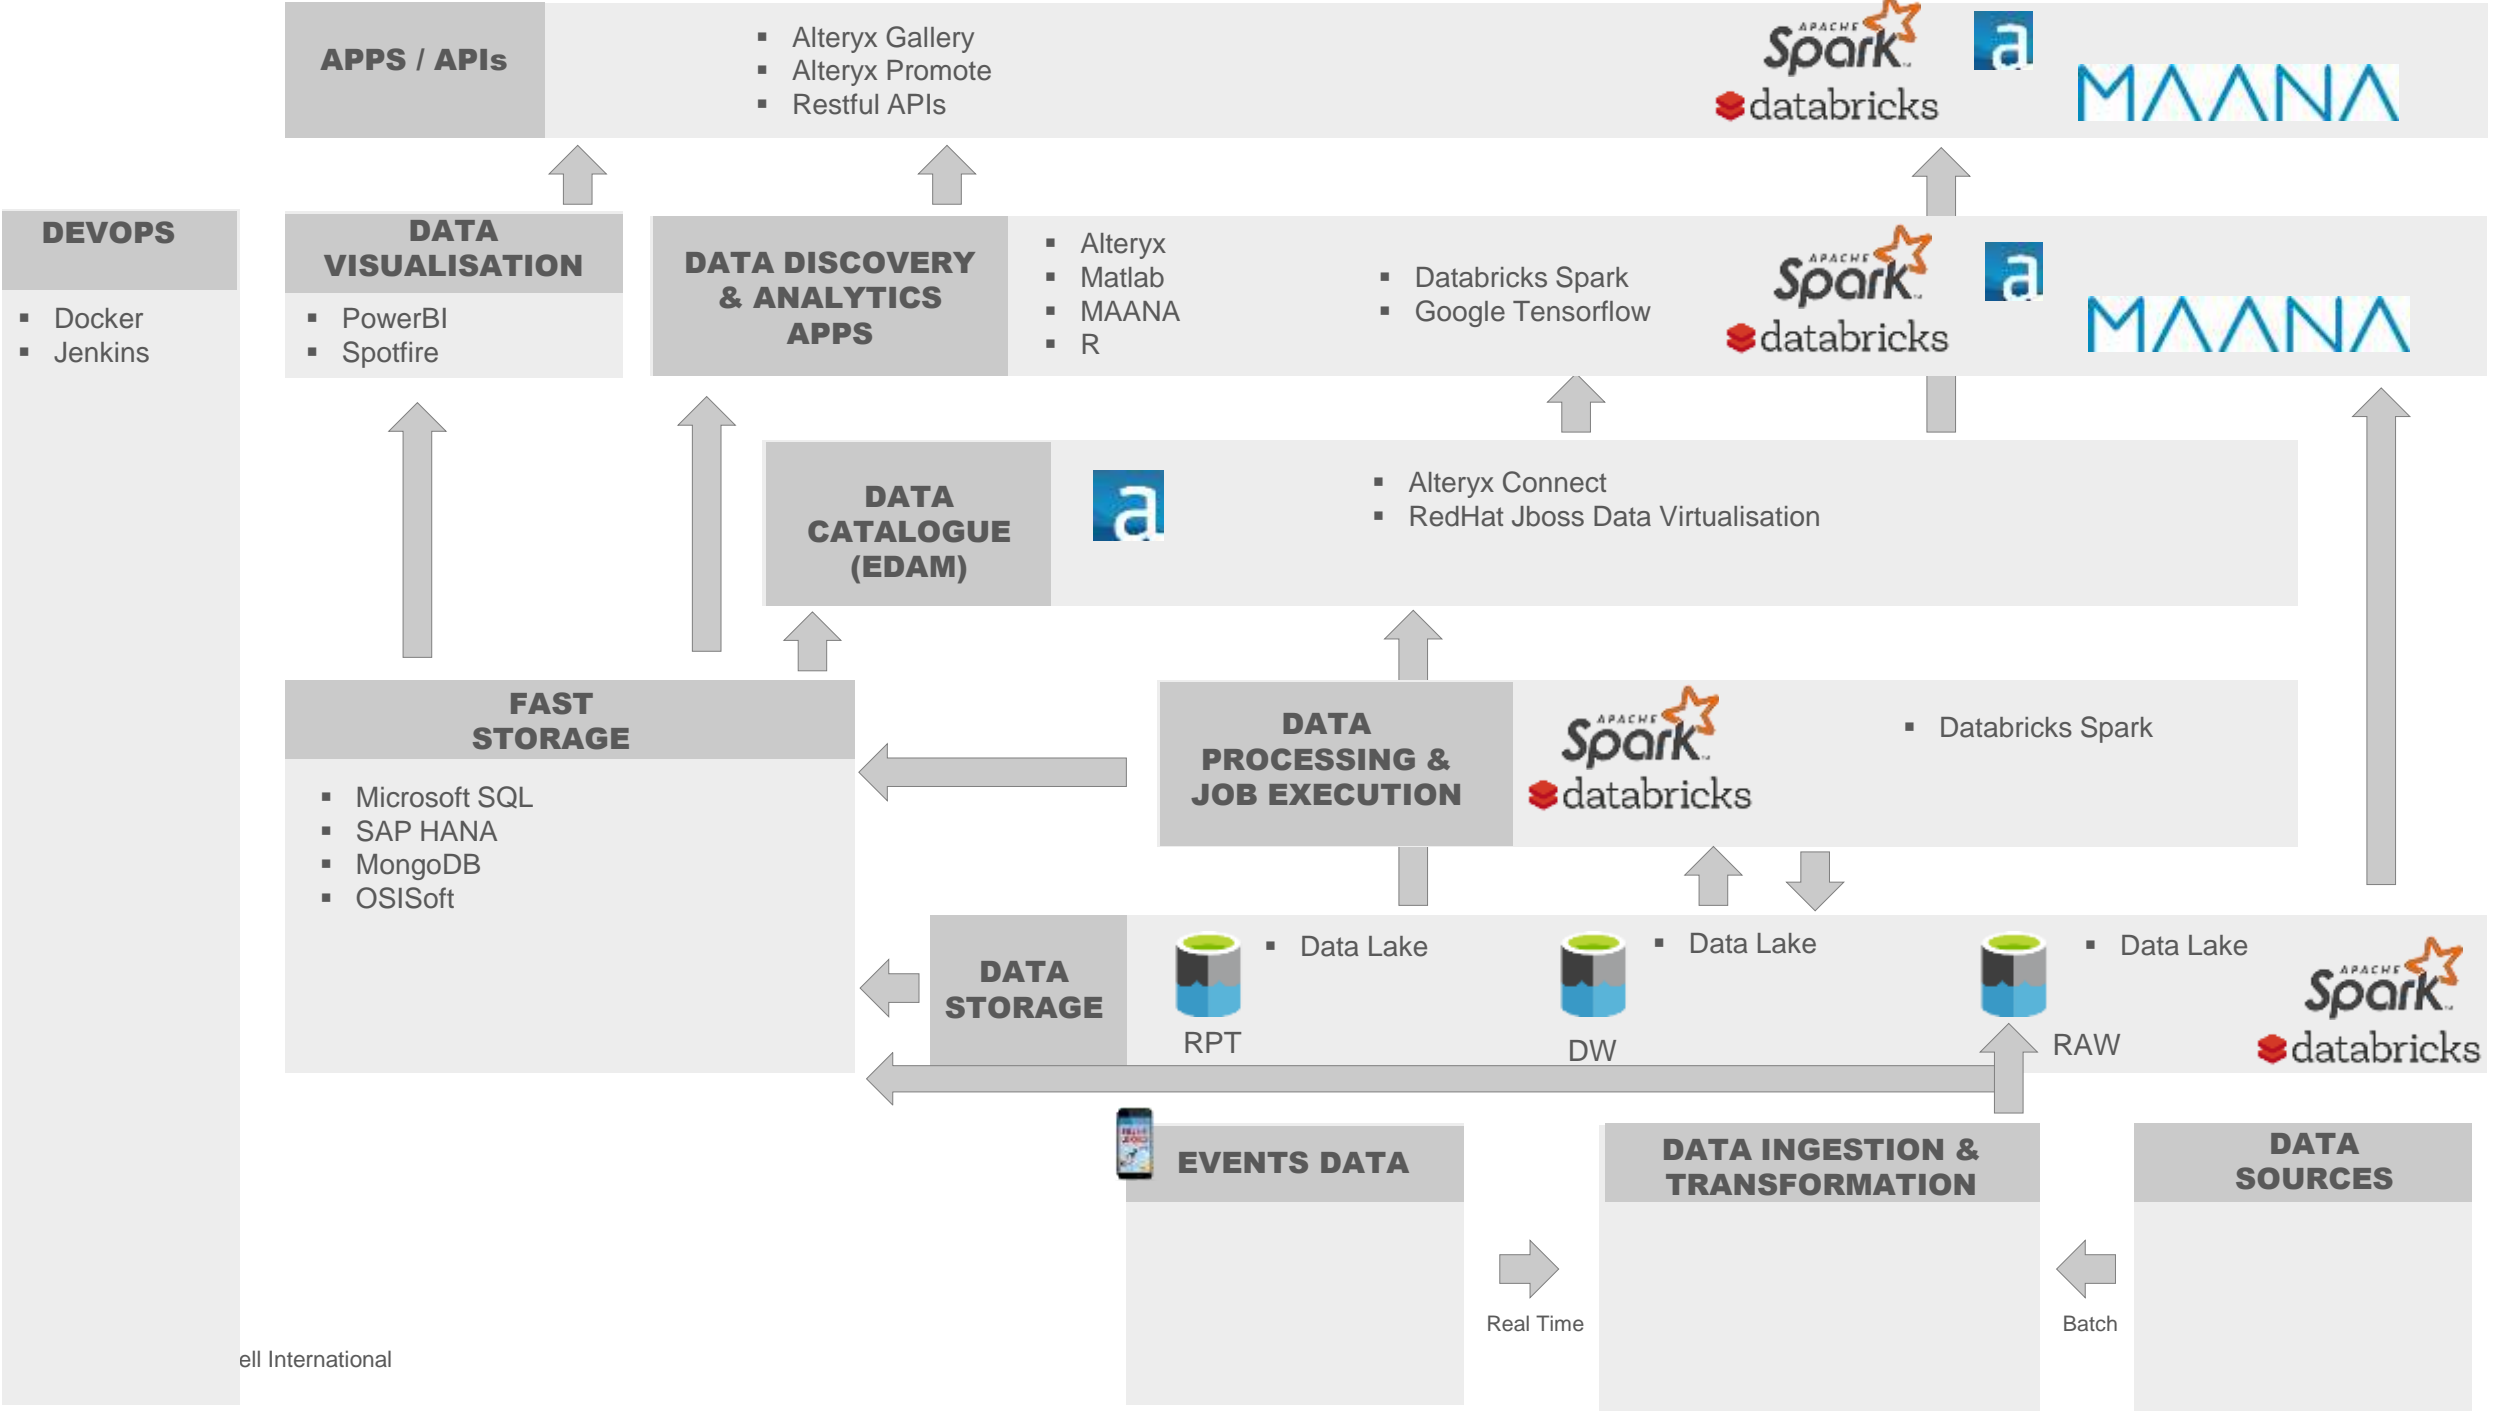 APPS / APIs
▪ Alteryx Gallery
▪ Alteryx Promote
▪ Restful APIs
APACHE
Spark
databricks
a
MAANA
DEVOPS
▪ Docker
▪ Jenkins
DATA
VISUALISATION
▪ PowerBI
▪ Spotfire
DATA DISCOVERY
& ANALYTICS
APPS
▪ Alteryx
▪ Matlab
▪ MAANA
▪ R
▪ Databricks Spark
▪ Google Tensorflow
APACHE
Spark
databricks
a
MAANA
DATA
CATALOGUE
(EDAM)
a
▪ Alteryx Connect
▪ RedHat Jboss Data Virtualisation
FAST
STORAGE
▪ Microsoft SQL
▪ SAP HANA
▪ MongoDB
▪ OSISoft
DATA
PROCESSING &
JOB EXECUTION
APACHE
Spark
databricks
▪ Databricks Spark
DATA
STORAGE
▪ Data Lake
RPT
▪ Data Lake
DW
▪ Data Lake
RAW
APACHE
Spark
databricks
EVENTS DATA
Real Time
DATA INGESTION &
TRANSFORMATION
Batch
DATA
SOURCES
ell International